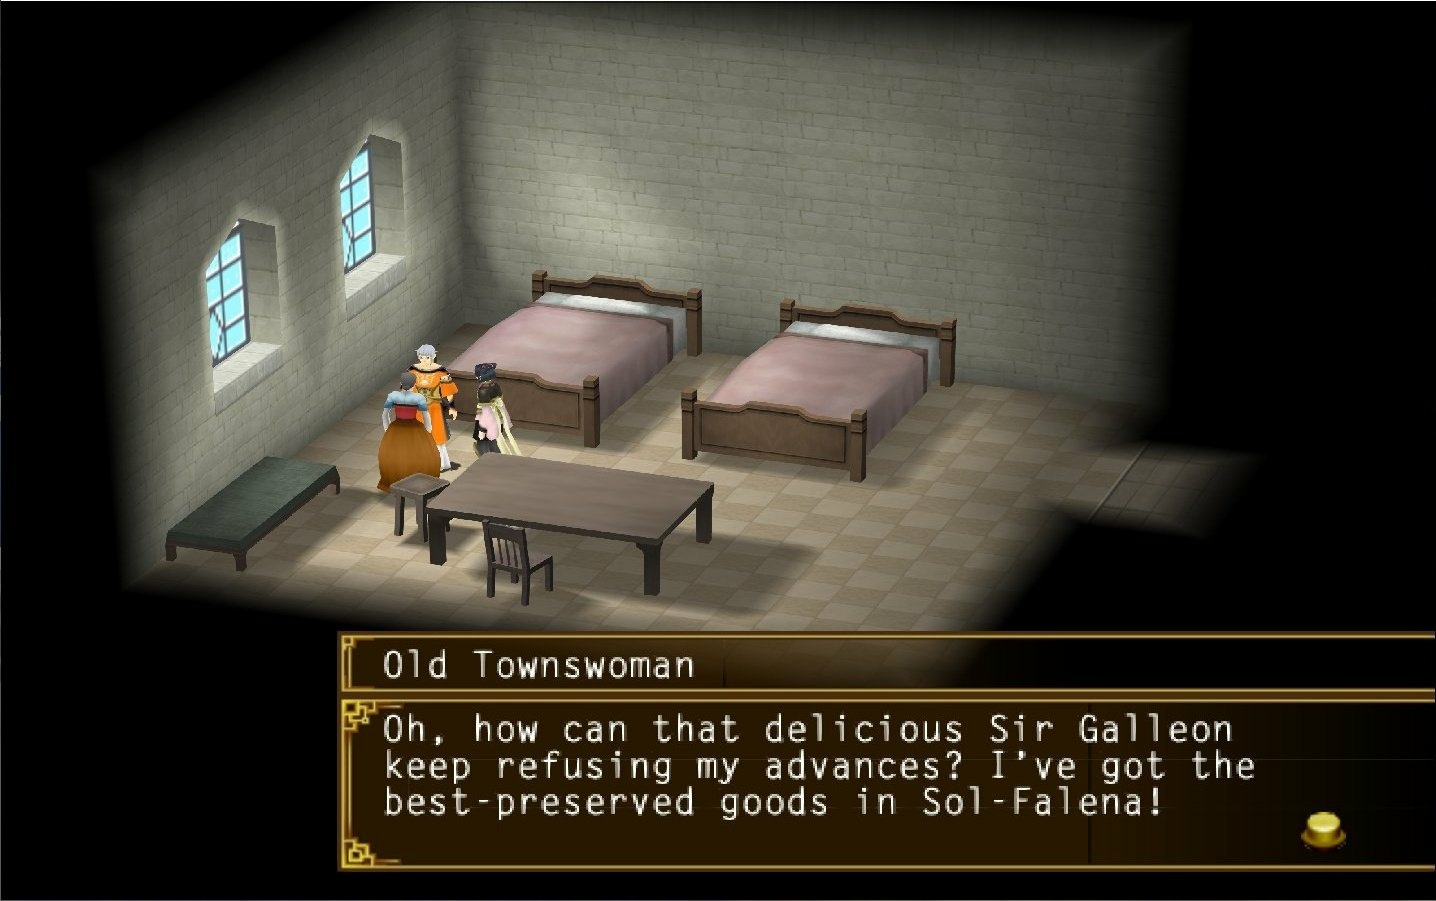 Old Townswoman
Oh, how can that delicious Sir Galleon
keep refusing my advances? I've got the
best-preserved goods in Sol-Falena!